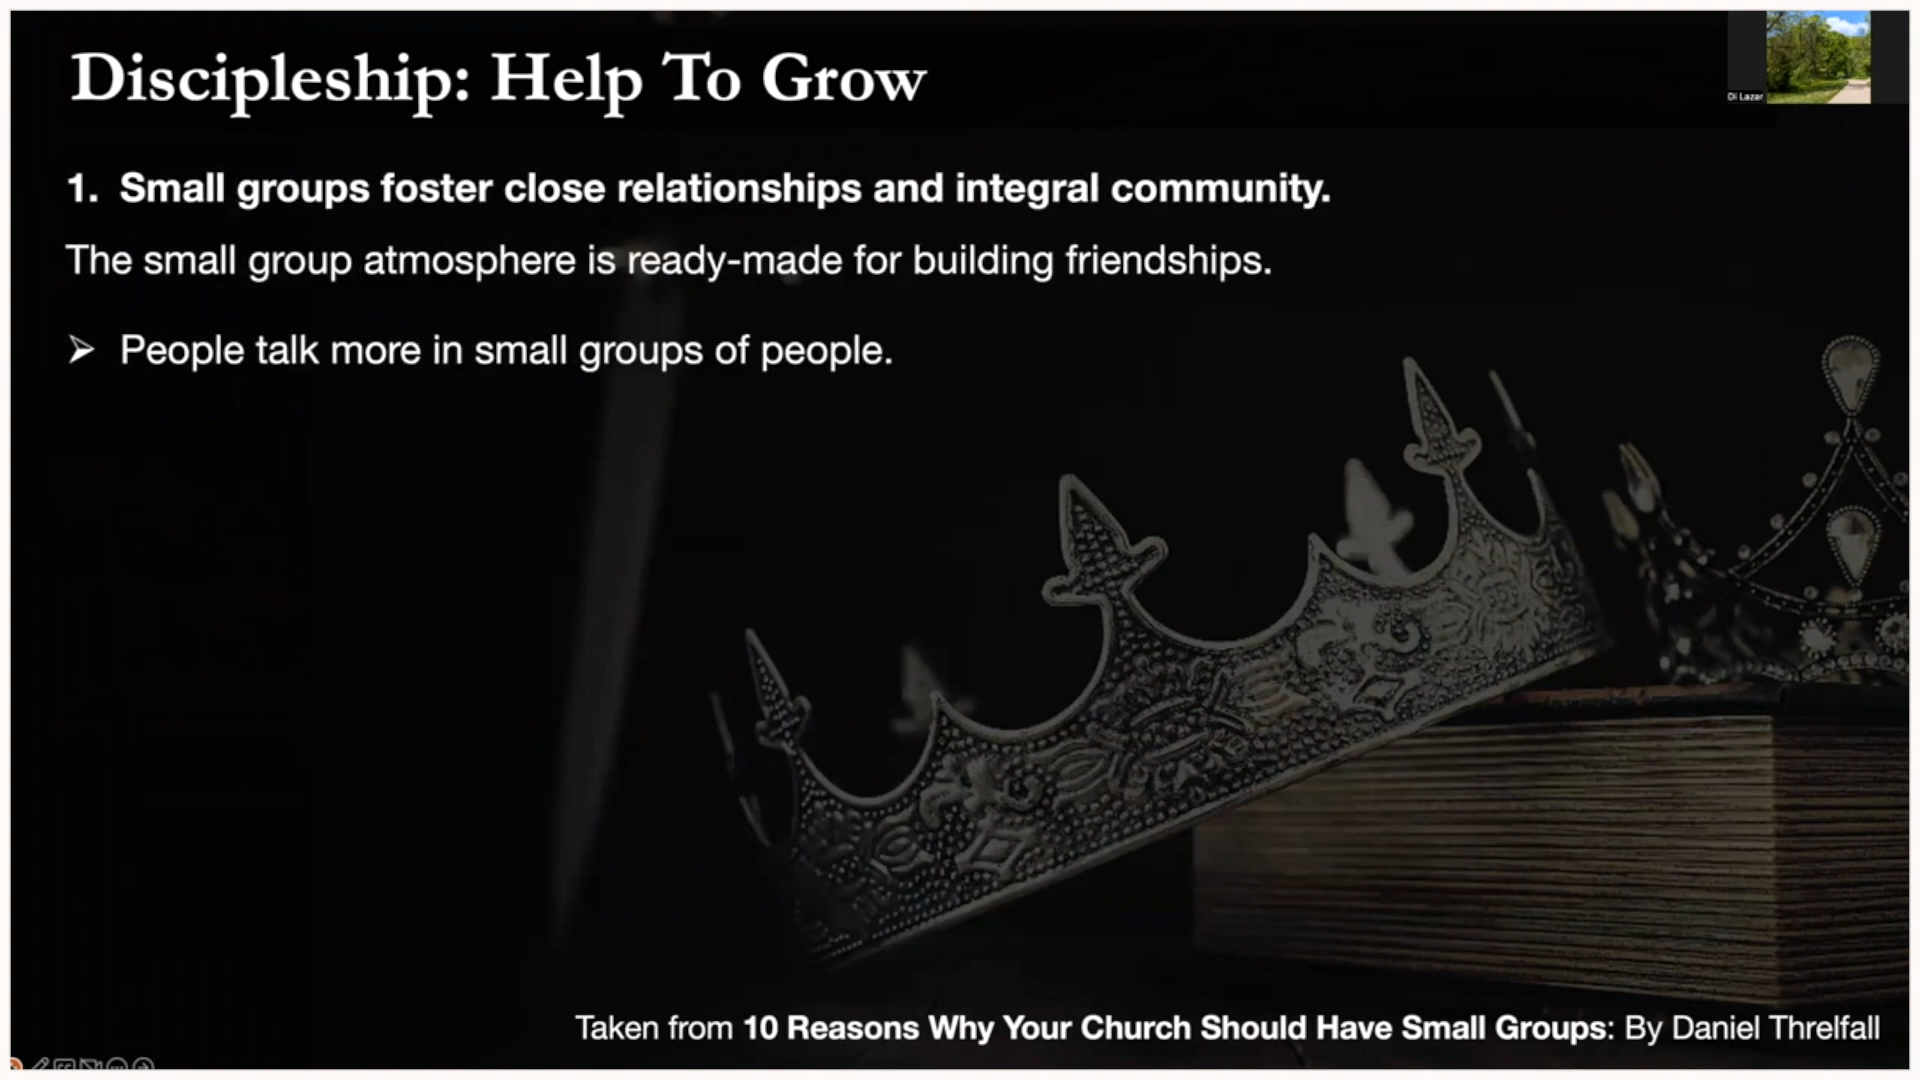 Discipleship: Help To Grow
Di Lazar
1. Small groups foster close relationships and integral community.
The small group atmosphere is ready-made for building friendships.
➢ People talk more in small groups of people.
Taken from 10 Reasons Why Your Church Should Have Small Groups: By Daniel Threlfall